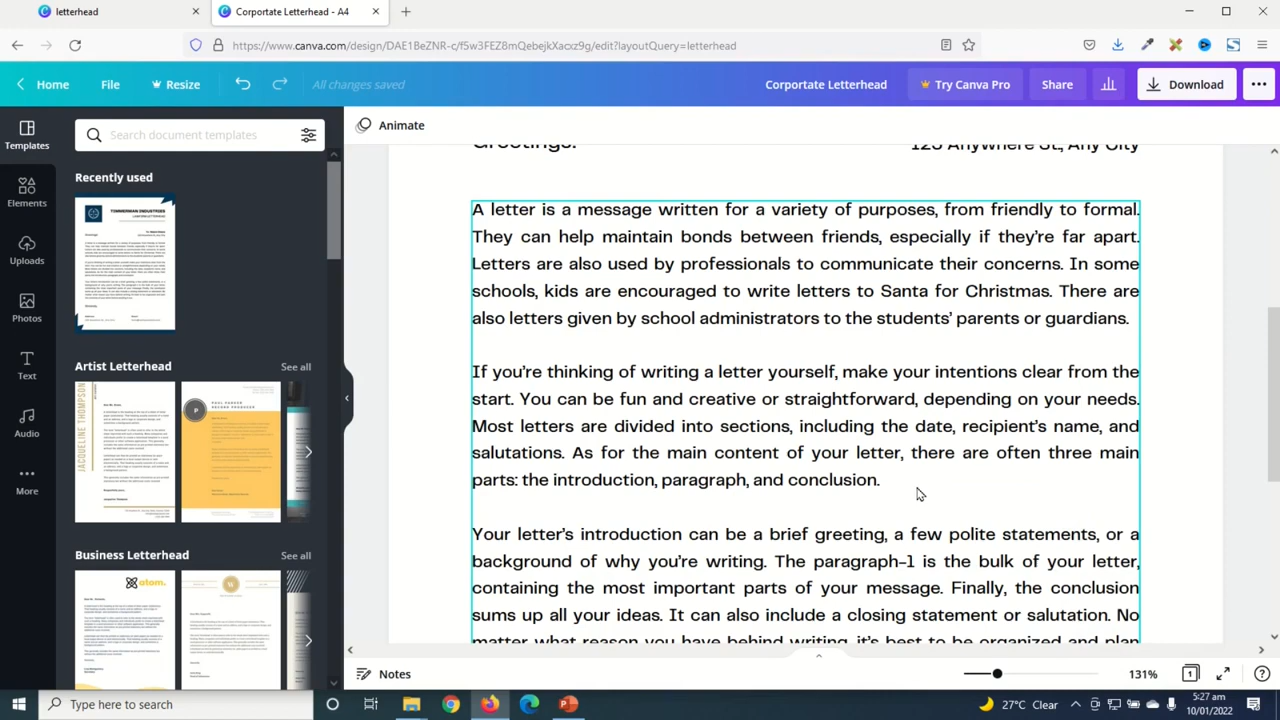 letterhead
Corportate Letterhead - A4
https://www.canva.com/design/DAE1BeZNR-c/f5w3FEZ8mQebejkXacxz9g/edit?layoutQuery=letterhead
Home
File
Resize
All changes saved
Corportate Letterhead
Try Canva Pro
Share
Download
Templates
Elements
Uploads
Photos
Text
Audio
More
Search document templates
Recently used
TIMMERMAN INDUSTRIES
Artist Letterhead
See all
JACQUELINE THOMPSON
Business Letterhead
See all
atom.
Animate
Greetings!
123 Anywhere St., Any City
A letter is a message written for a variety of purposes, from friendly to formal.
They can help maintain bonds between friends, especially if they're far apart.
Letters are used by professionals to communicate their concerns. In some
schools, kids are encouraged to write letters to Santa for Christmas. There are
also letters given by school administrators to the students' parents or guardians.
If you're thinking of writing a letter yourself, make your intentions clear from the
start. You can be fun and creative or straightforward, depending on your needs.
Most letters are divided into sections, including the date, recipient's name, and
salutations. As for the main content of your letter, there are often three main
parts: the introduction, paragraph, and conclusion.
Your letter's introduction can be a brief greeting, a few polite statements, or a
background of why you're writing. The paragraph-1 is the bulk of your letter,
containing the most important parts of your message. Finally, the conclusion
sums up your ideas. It can also include a closing statement or salutation. No
Notes
131%
1
Type here to search
27°C Clear
5:27 am
10/01/2022